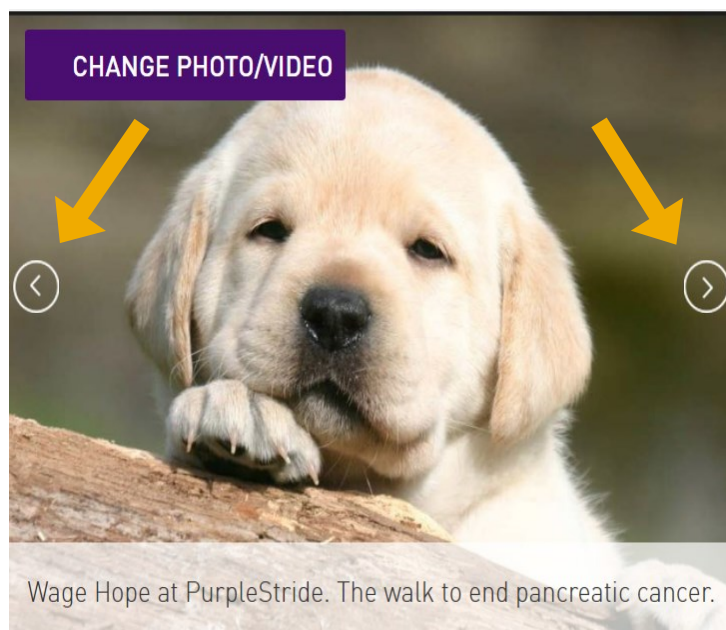 CHANGE PHOTO/VIDEO
Wage Hope at PurpleStride. The walk to end pancreatic cancer.